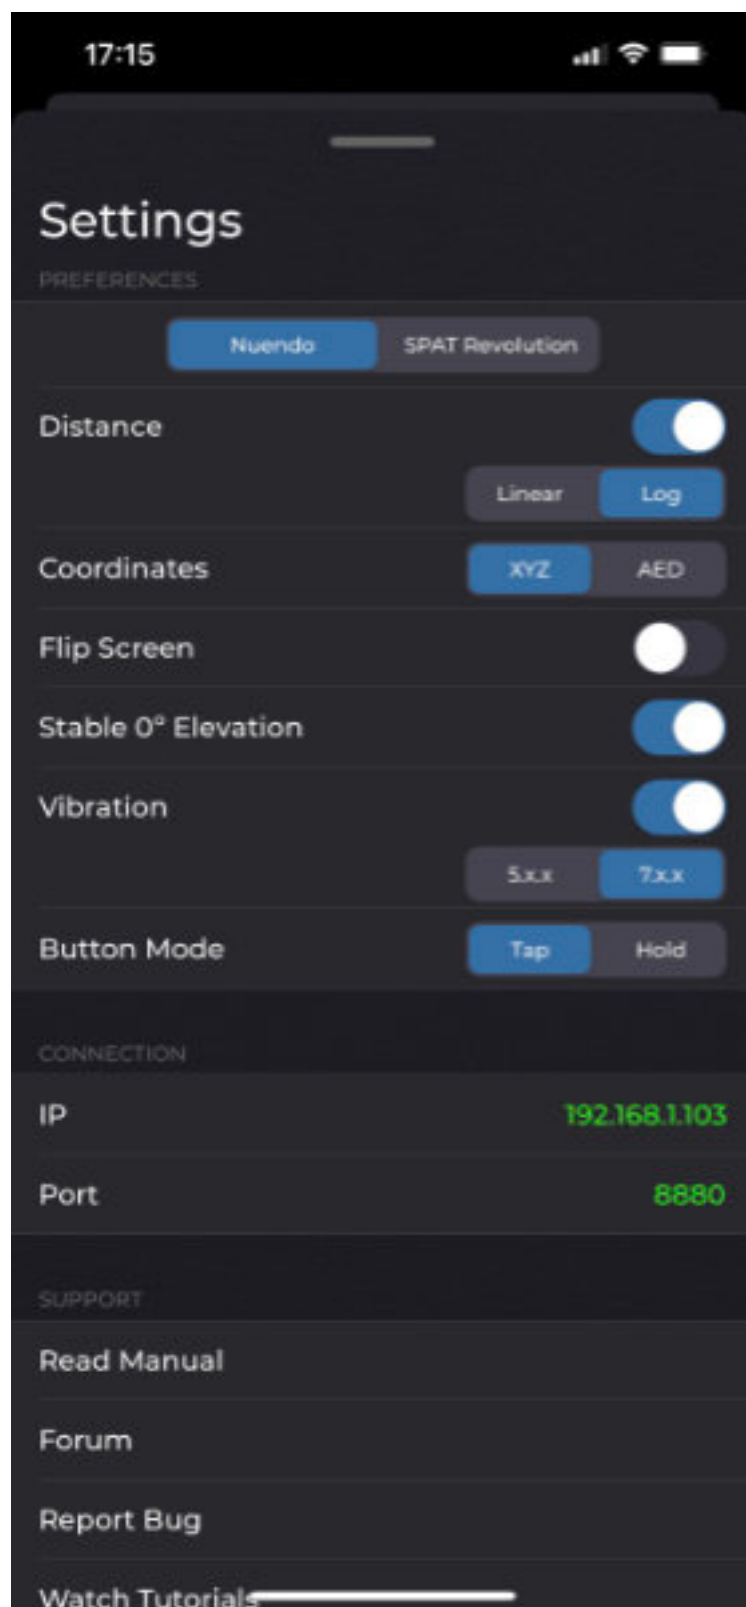 17:15
Settings
PREFERENCES
Nuendo SPAT Revolution
Distance
Linear Log
Coordinates XYZ AED
Flip Screen
Stable 0° Elevation
Vibration
5.x.x 7.x.x
Button Mode Tap Hold
CONNECTION
IP 192.168.1.103
Port 8880
SUPPORT
Read Manual
Forum
Report Bug
Watch Tutorials